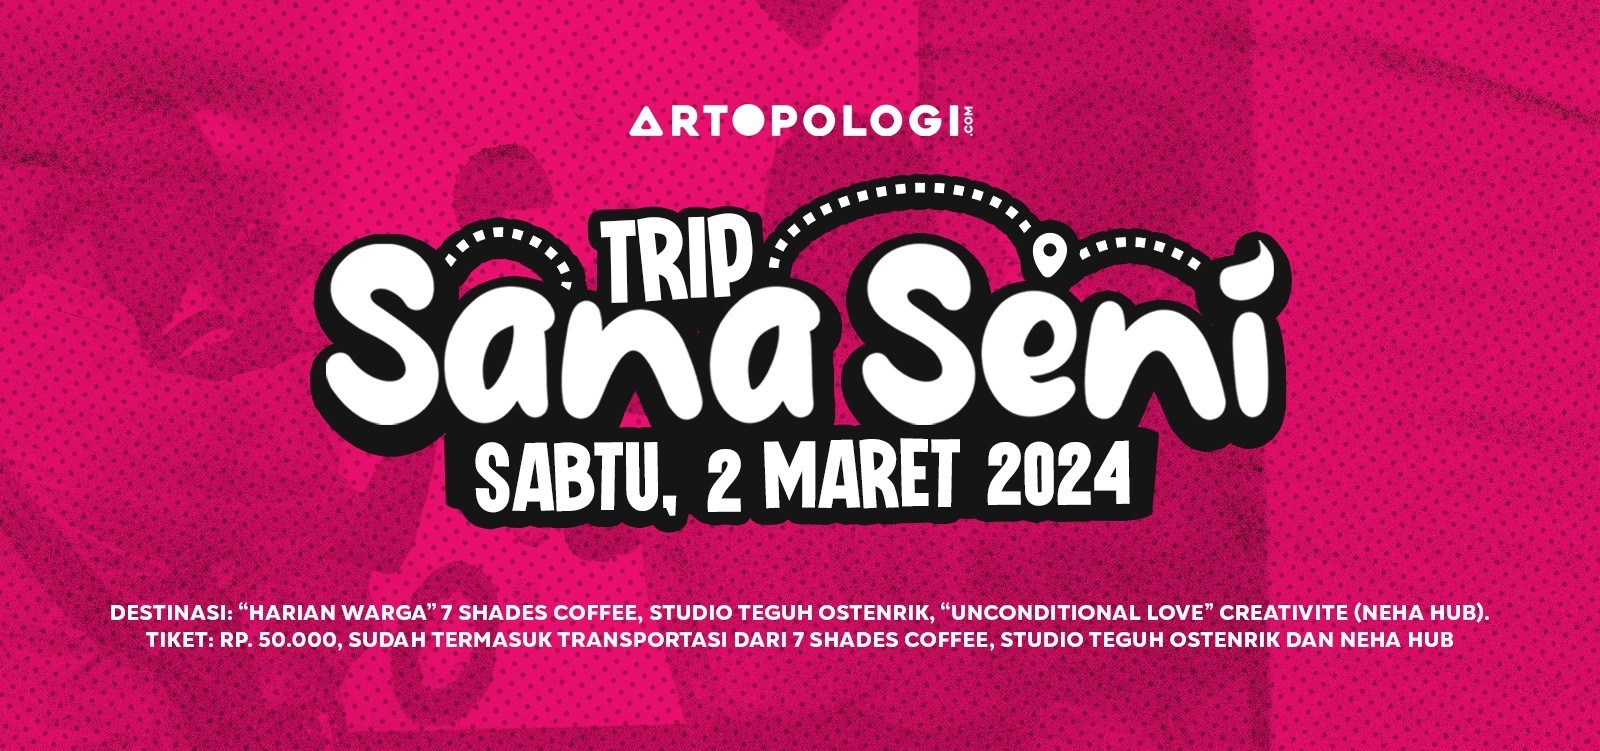 ARTOPOLOGI.COM
TRIP
Sana Seni
SABTU, 2 MARET 2024
DESTINASI: “HARIAN WARGA” 7 SHADES COFFEE, STUDIO TEGUH OSTENRIK, “UNCONDITIONAL LOVE” CREATIVITE (NEHA HUB).
TIKET: RP. 50.000, SUDAH TERMASUK TRANSPORTASI DARI 7 SHADES COFFEE, STUDIO TEGUH OSTENRIK DAN NEHA HUB